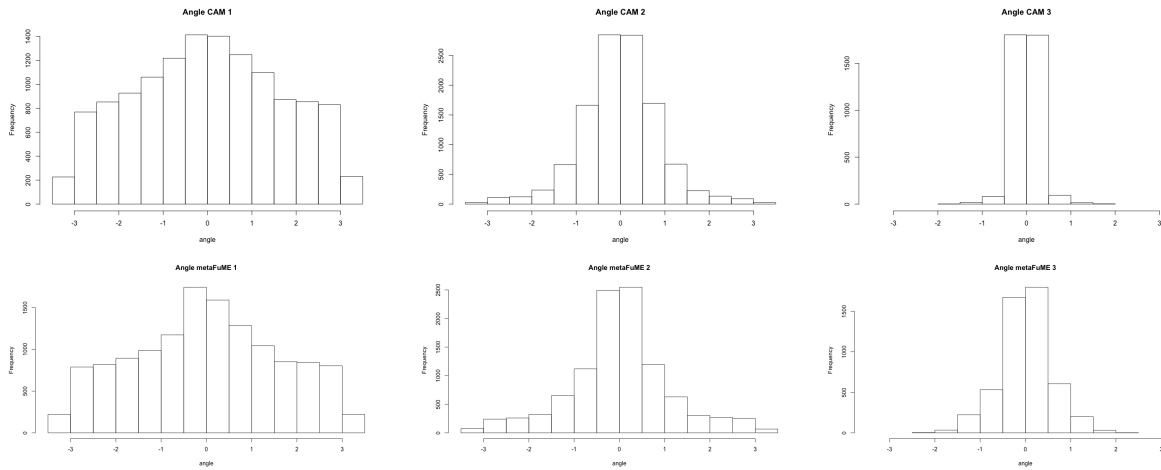 Angle CAM 1
Frequency
0 200 400 600 800 1000 1200 1400
-3 -2 -1 0 1 2 3
angle
Angle CAM 2
Frequency
0 500 1000 1500 2000 2500
-3 -2 -1 0 1 2 3
angle
Angle CAM 3
Frequency
0 500 1500
-3 -2 -1 0 1 2 3
angle
Angle metaFuME 1
Frequency
0 500 1000 1500
-3 -2 -1 0 1 2 3
angle
Angle metaFuME 2
Frequency
0 500 1000 1500 2000 2500
-3 -2 -1 0 1 2 3
angle
Angle metaFuME 3
Frequency
0 500 1500
-3 -2 -1 0 1 2 3
angle